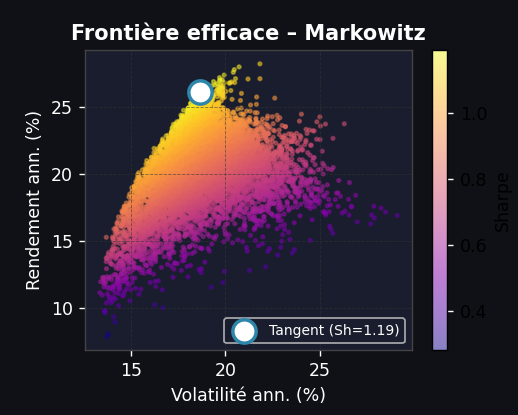 Frontière efficace – Markowitz
Rendement ann. (%)
25
20
15
10
15
20
25
Volatilité ann. (%)
Tangent (Sh=1.19)
1.0
0.8
0.6
0.4
Sharpe